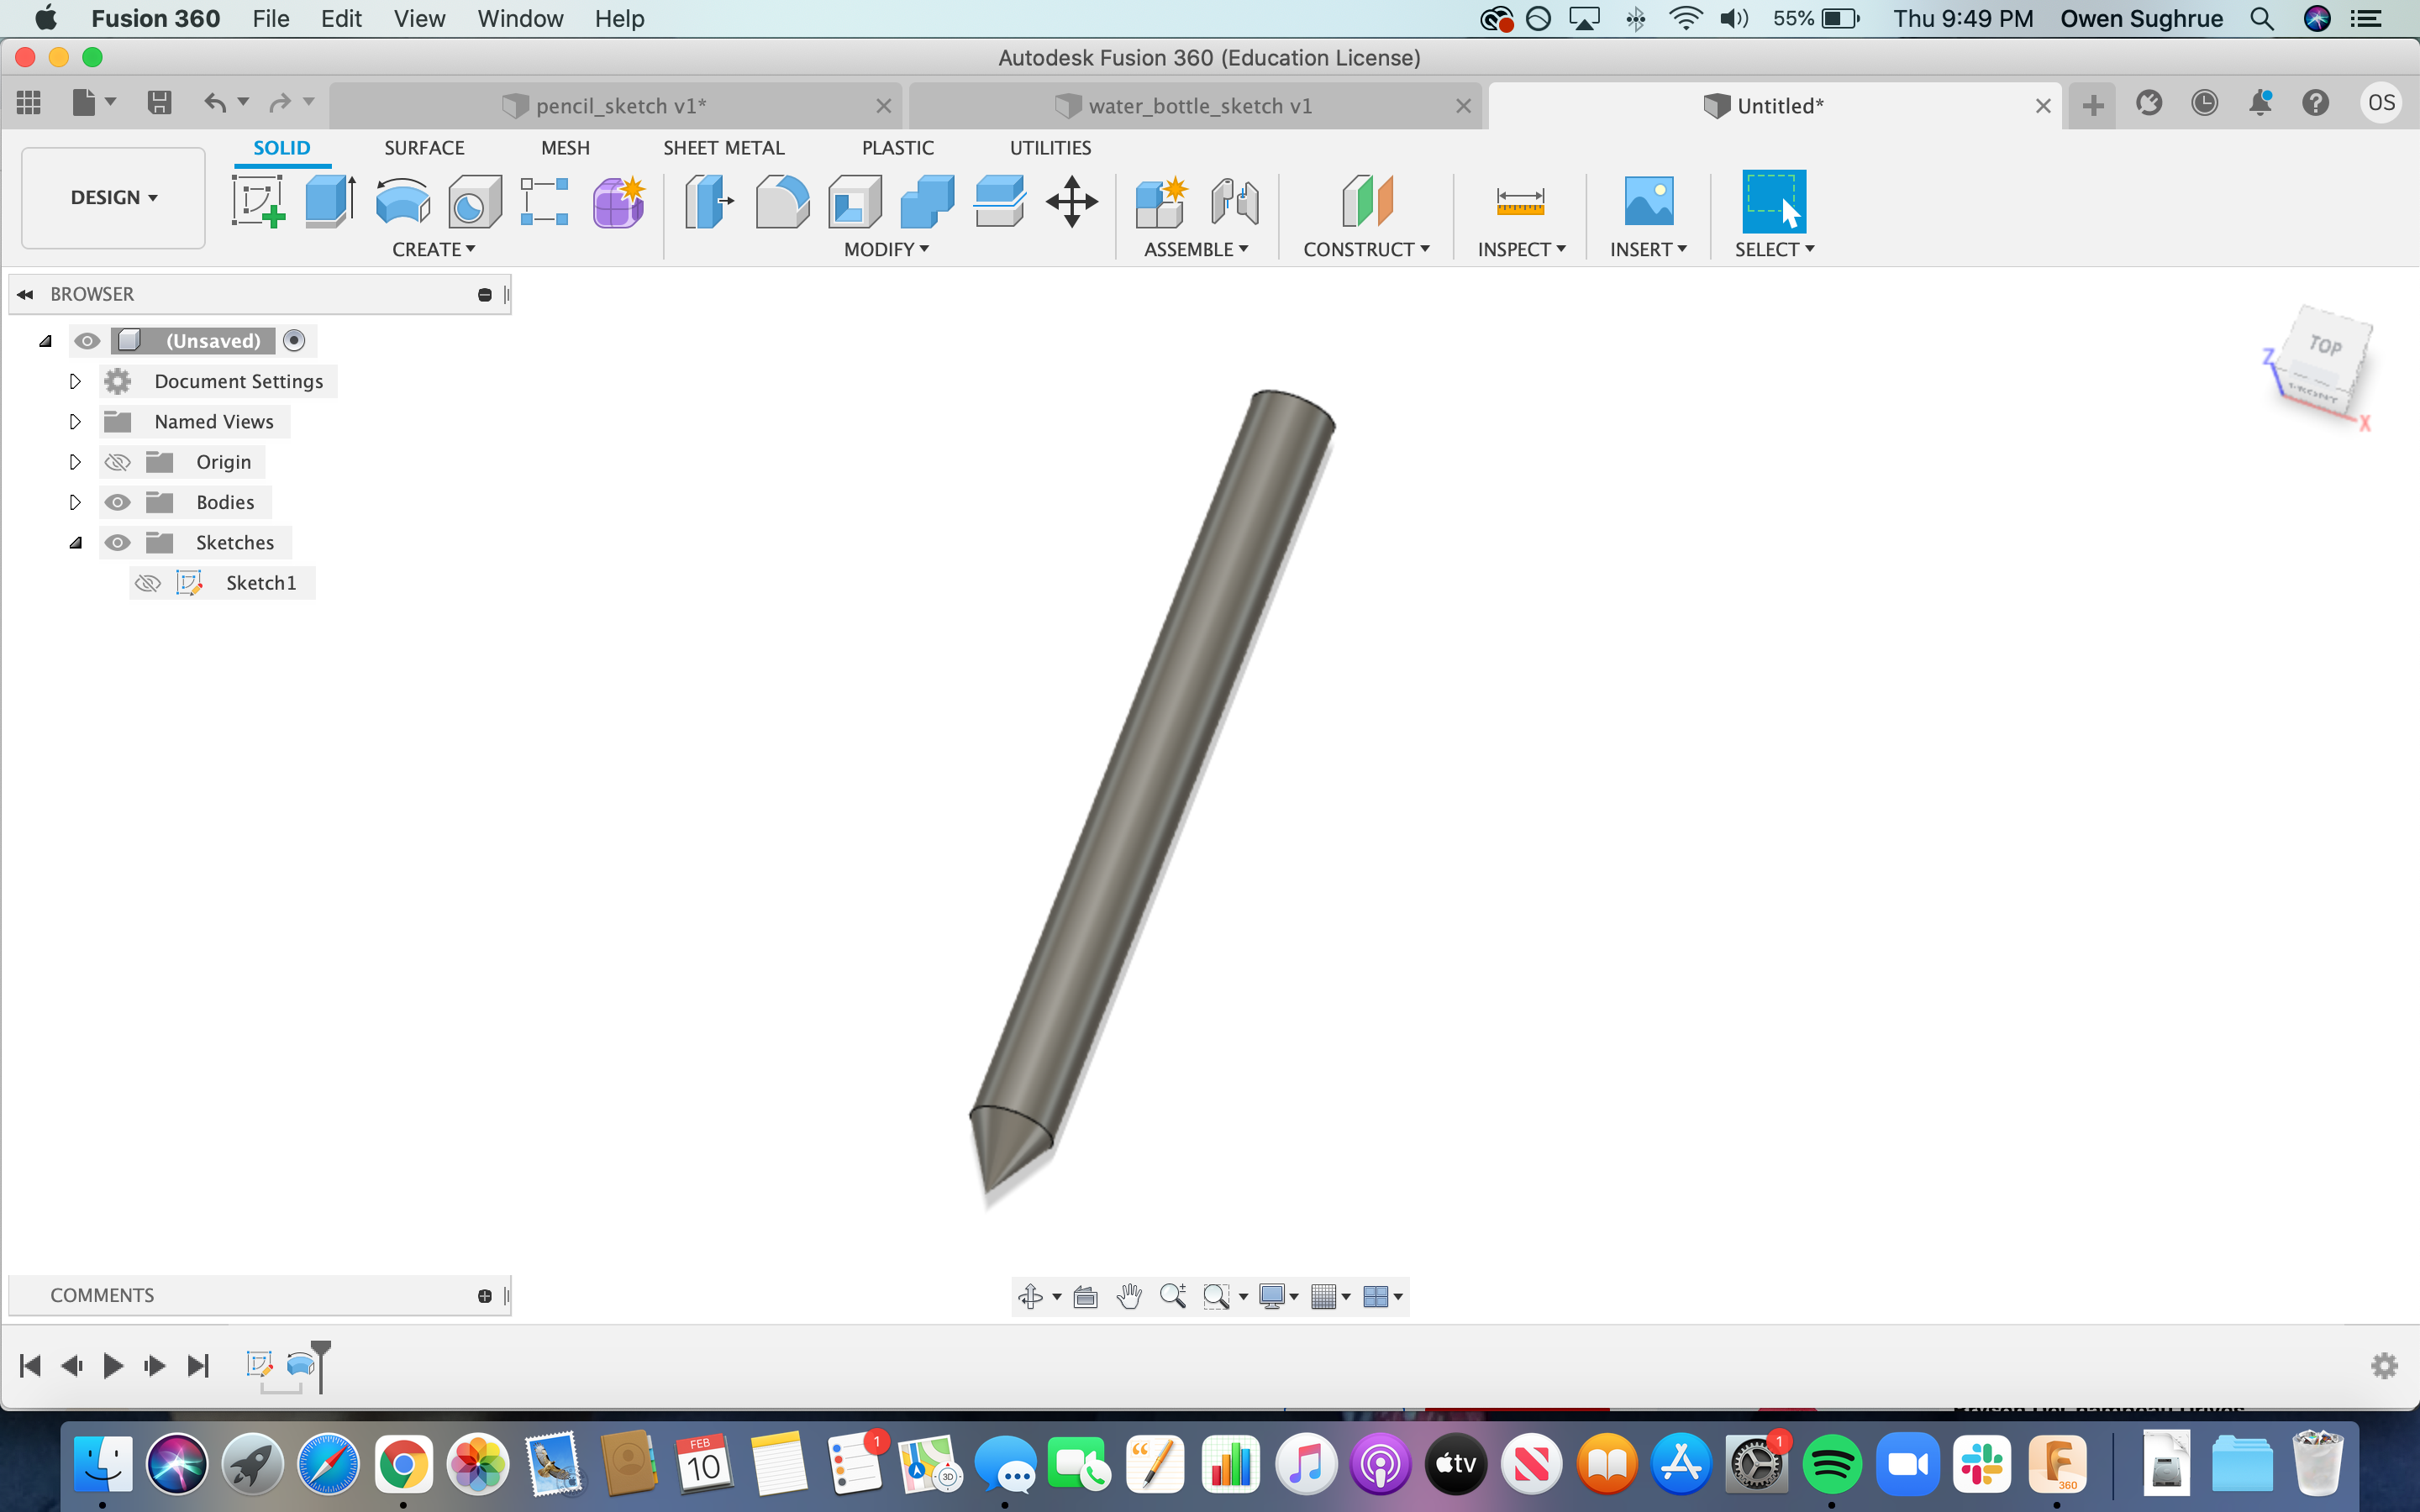 Fusion 360 File Edit View Window Help 55% Thu 9:49 PM Owen Sughrue
Autodesk Fusion 360 (Education License)
pencil_sketch v1* water_bottle_sketch v1 Untitled* OS
SOLID SURFACE MESH SHEET METAL PLASTIC UTILITIES
DESIGN
CREATE MODIFY ASSEMBLE CONSTRUCT INSPECT INSERT SELECT
BROWSER
(Unsaved)
Document Settings
Named Views
Origin
Bodies
Sketches
Sketch1
TOP
FRONT
Z
X
COMMENTS
FEB
10
1
3D
tv
1
F
360